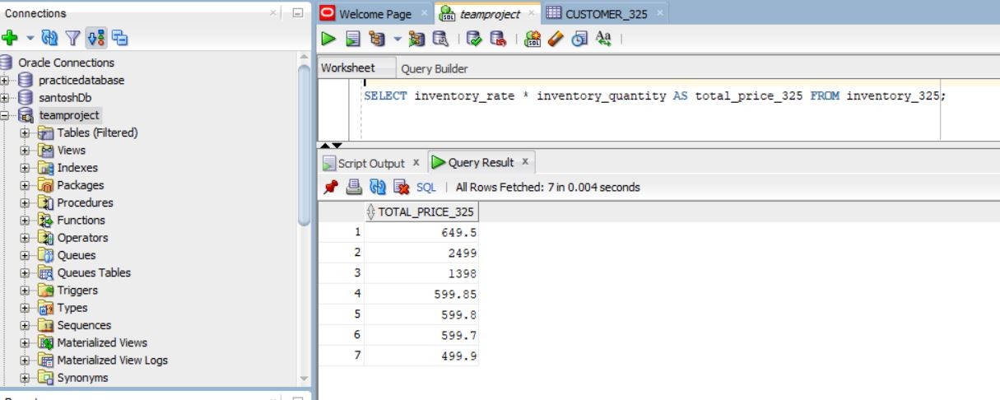 Connections
Oracle Connections
practicedatabase
santoshDb
teamproject
Tables (Filtered)
Views
Indexes
Packages
Procedures
Functions
Operators
Queues
Queues Tables
Triggers
Types
Sequences
Materialized Views
Materialized View Logs
Synonyms
Welcome Page
teamproject
CUSTOMER_325
Worksheet
Query Builder
SELECT inventory_rate * inventory_quantity AS total_price_325 FROM inventory_325;
Script Output x
Query Result x
SQL | All Rows Fetched: 7 in 0.004 seconds
TOTAL_PRICE_325
1 649.5
2 2499
3 1398
4 599.85
5 599.8
6 599.7
7 499.9